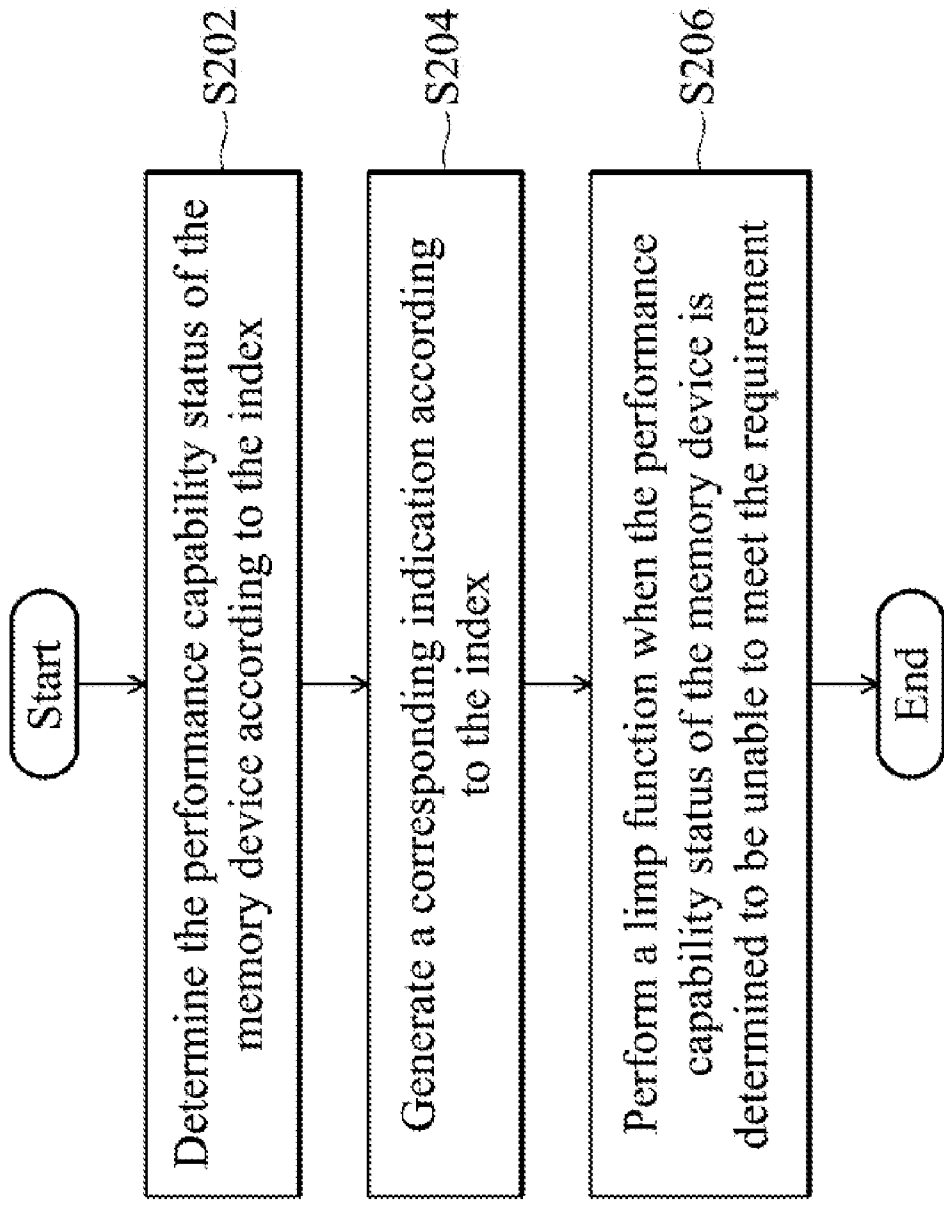 Start
Determine the performance capability status of the
memory device according to the index
S202
Generate a corresponding indication according
to the index
S204
Perform a limp function when the performance
capability status of the memory device is
determined to be unable to meet the requirement
S206
End